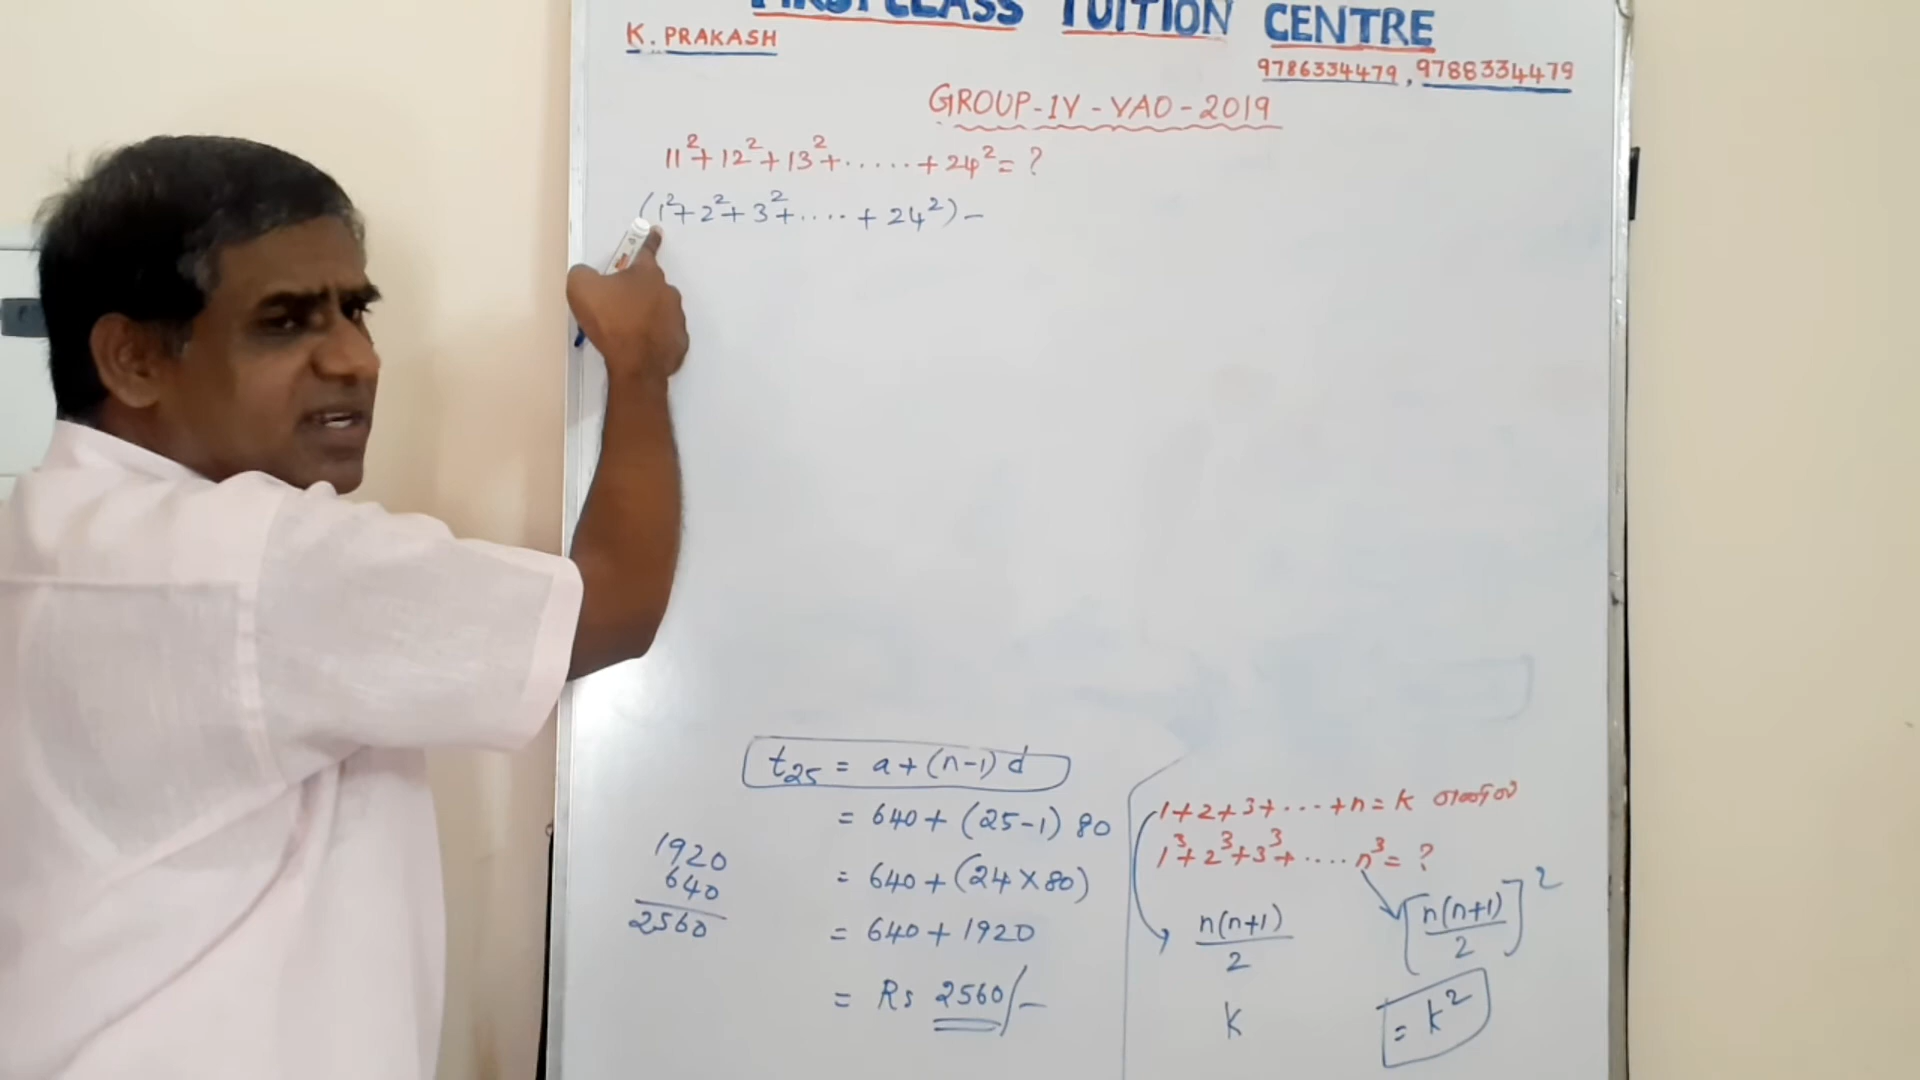 FIRST CLASS TUITION CENTRE
K. PRAKASH
9786334479, 9788334479
GROUP-IV-VAO-2019
11²+12²+13²+.....+24²=?
(1²+2²+3²+....+24²)-
t₂₅ = a+(n-1)d
= 640+(25-1)80
= 640+(24×80)
= 640+1920
= Rs 2560/-
1920
640
2560
1+2+3+...+n=k எனில்
1³+2³+3³+....n³=?
n(n+1)/2
[n(n+1)/2]²
k
= k²